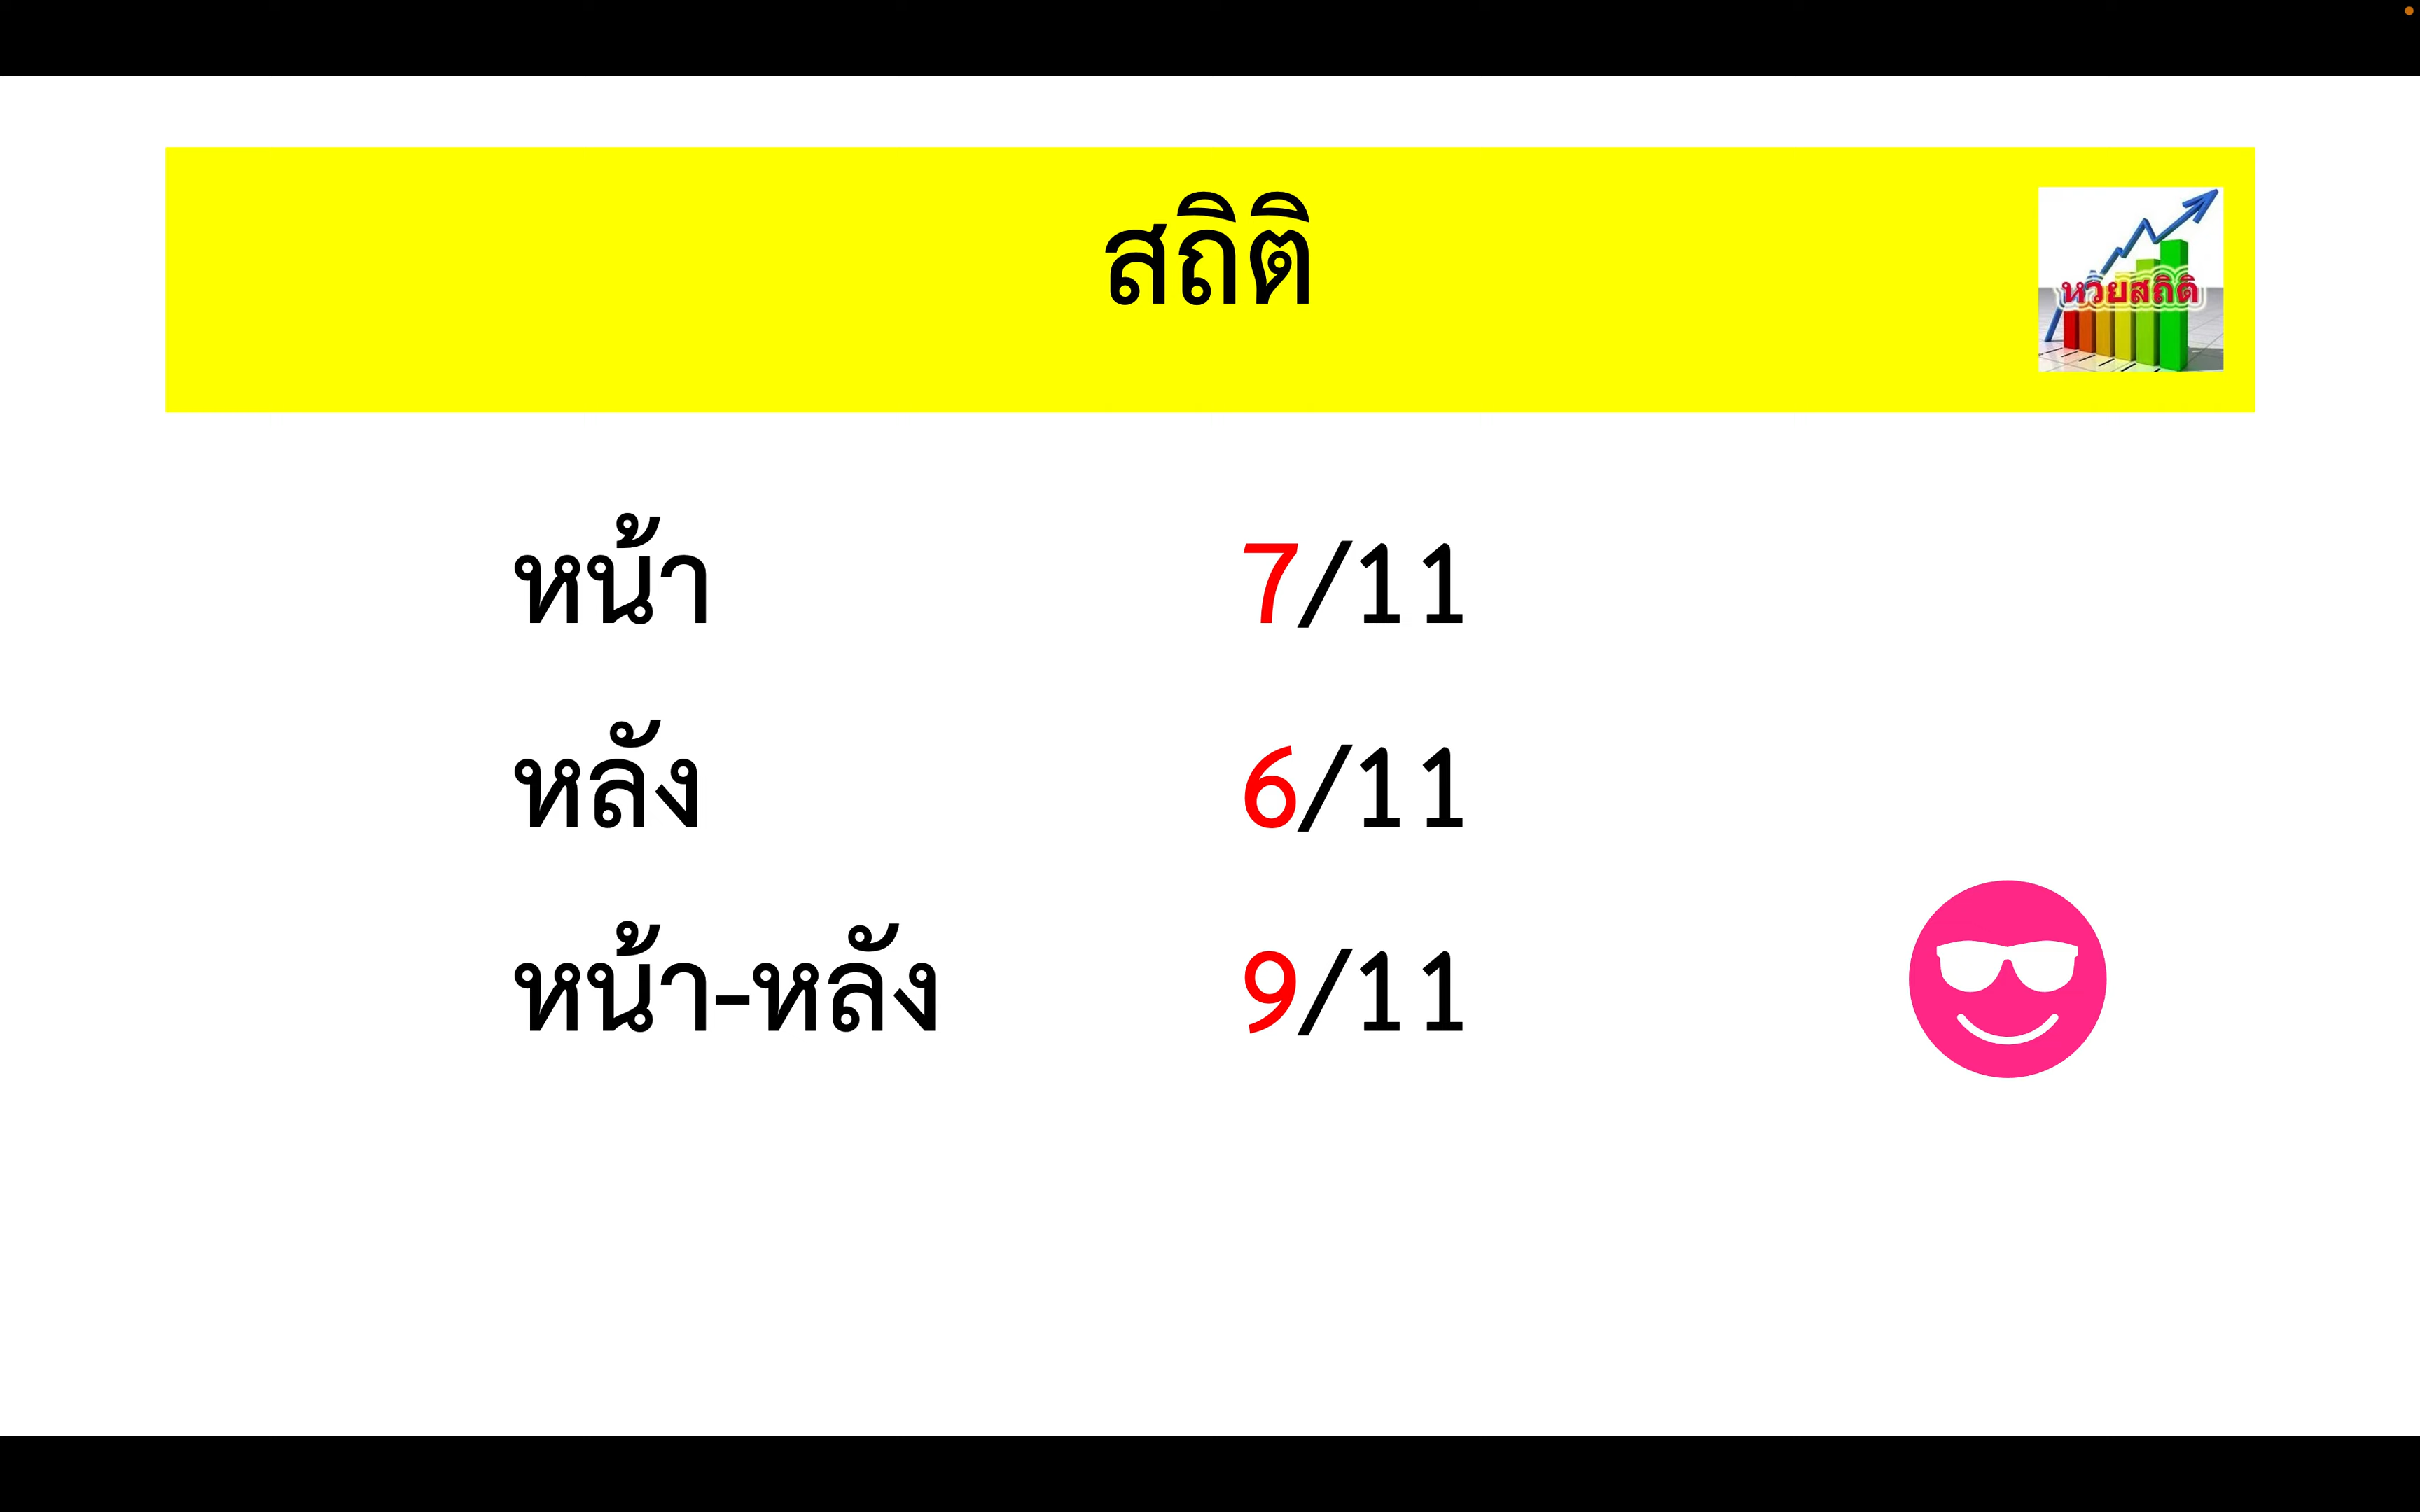 สถิติ
หวยสถิติ
หน้า 7/11
หลัง 6/11
หน้า-หลัง 9/11